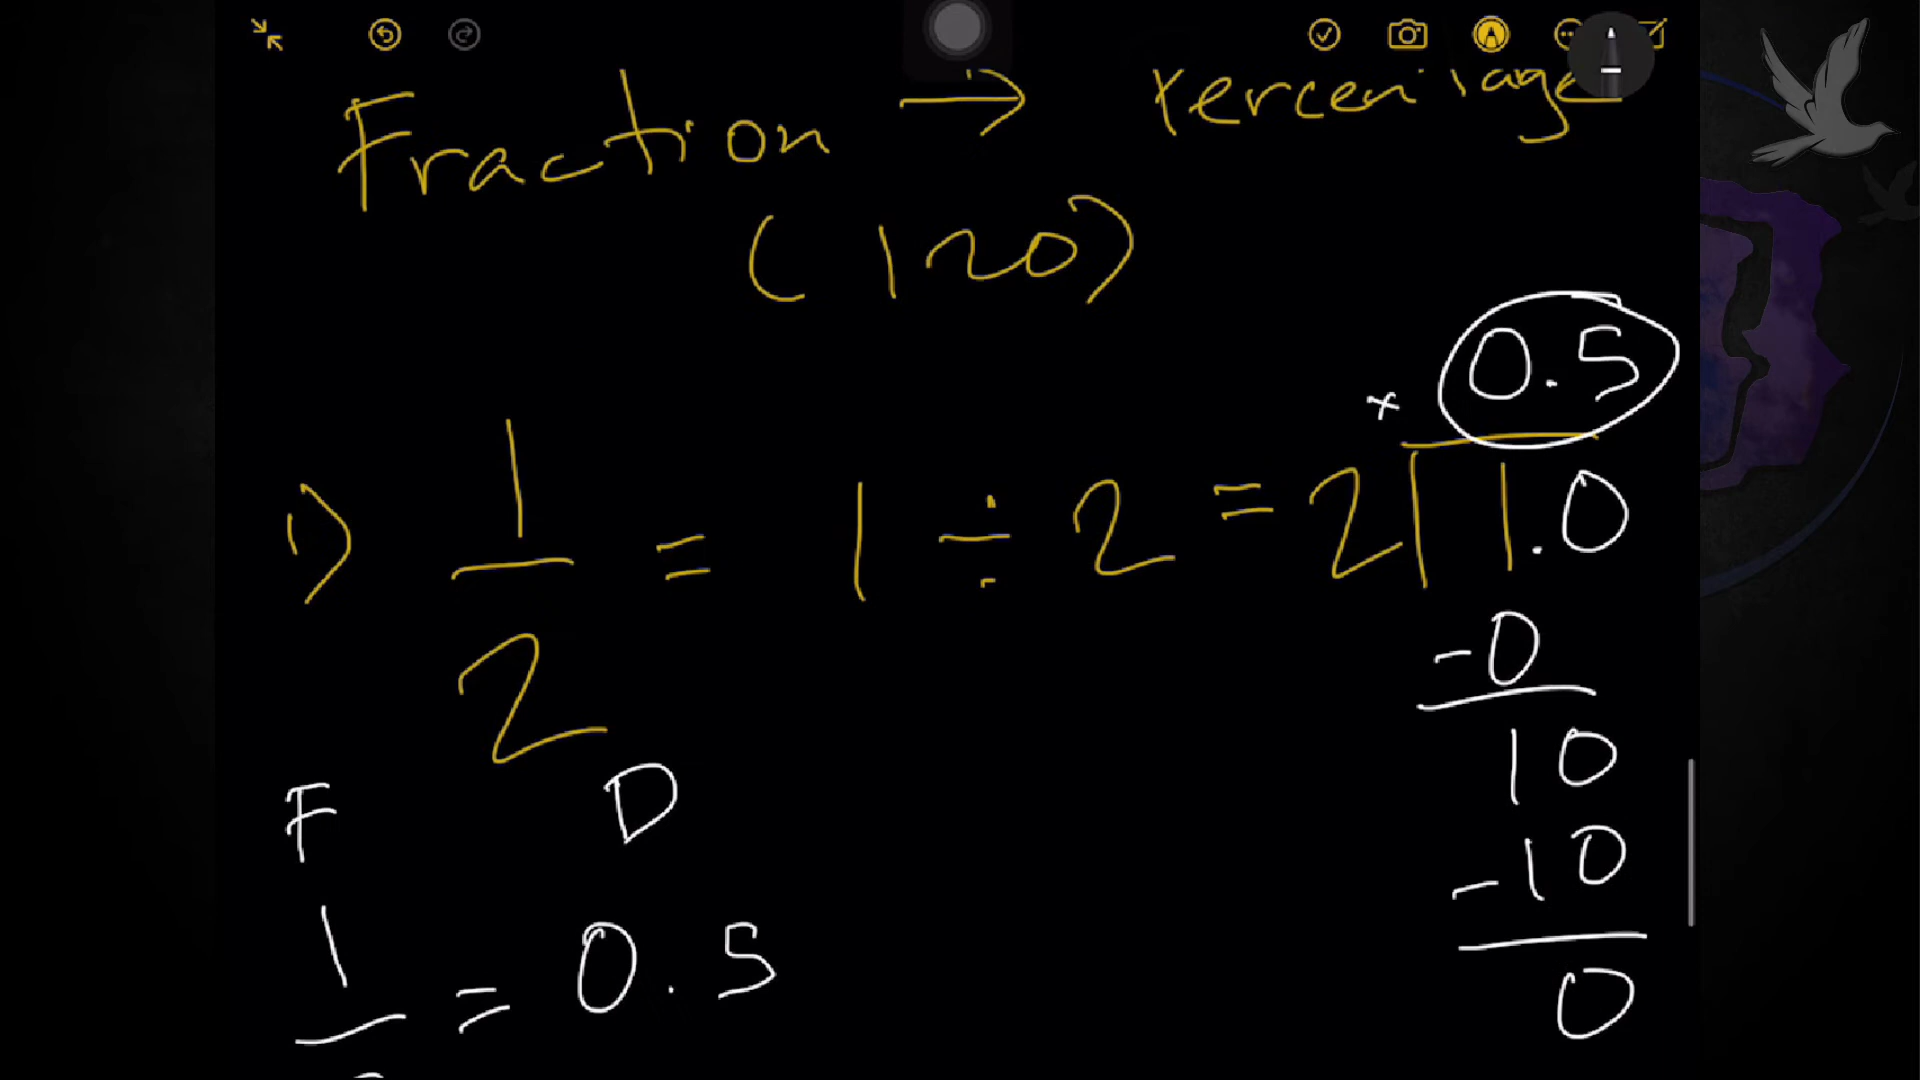 Fraction → Percentage
(120)
1) 1/2 = 1 ÷ 2 = 2⟌1.0
× 0.5
-0
10
-10
0
F D
1 = 0.5